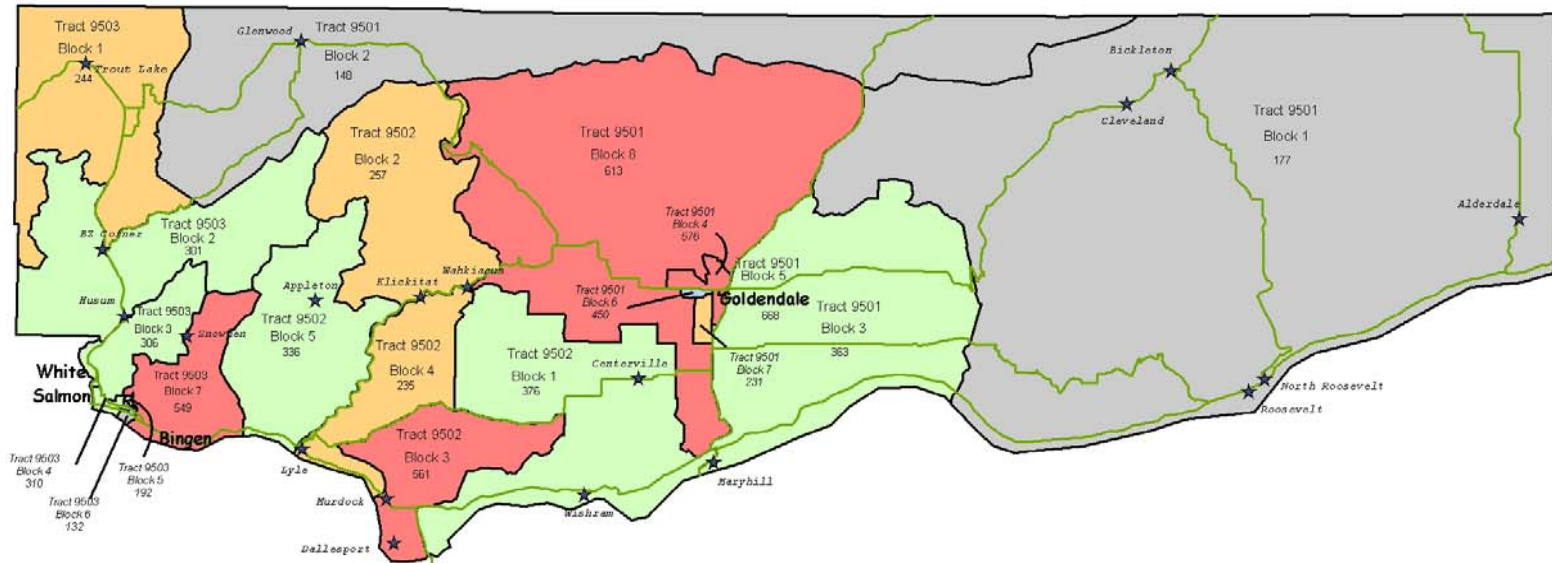 Tract 9503
Block 1
244
Trout Lake
Glenwood
Tract 9501
Block 2
148
Tract 9502
Block 2
257
Tract 9501
Block 8
613
Bickleton
Cleveland
Tract 9501
Block 1
177
Alderdale
BZ Corner
Tract 9503
Block 2
301
Tract 9501
Block 4
576
Husum
Tract 9503
Block 3
306
Snowden
Appleton
Tract 9502
Block 5
336
Klickitat
Wahkiacum
Tract 9501
Block 6
450
Tract 9501
Block 5
Goldendale
668
Tract 9501
Block 3
363
White
Salmon
Tract 9503
Block 7
549
Bingen
Tract 9502
Block 4
235
Tract 9502
Block 1
376
Centerville
Tract 9501
Block 7
231
North Roosevelt
Roosevelt
Tract 9503
Block 4
310
Tract 9503
Block 5
192
Tract 9503
Block 6
132
Lyle
Tract 9502
Block 3
561
Murdock
Dallesport
Wishram
Maryhill